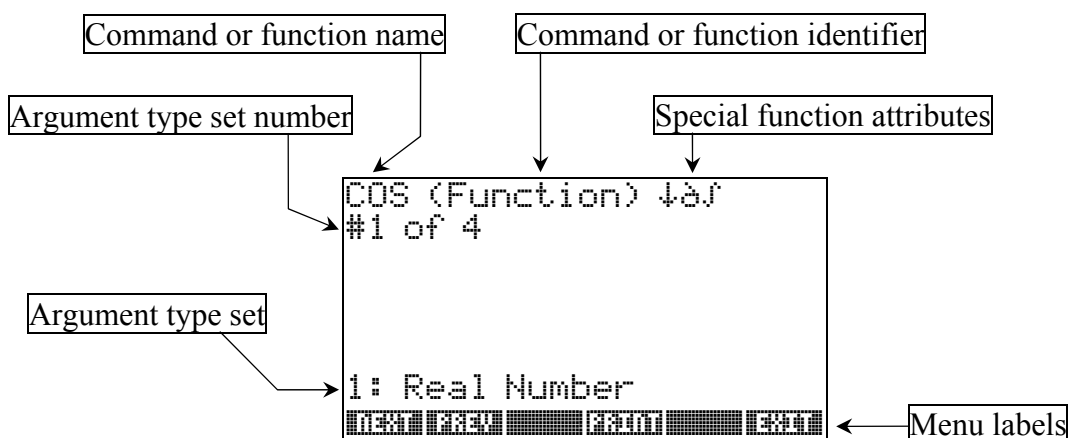 Command or function name
Command or function identifier
Argument type set number
Special function attributes
COS (Function) ↓à∫
#1 of 4
Argument type set
1: Real Number
NEXT PREV PRINT EXIT
Menu labels